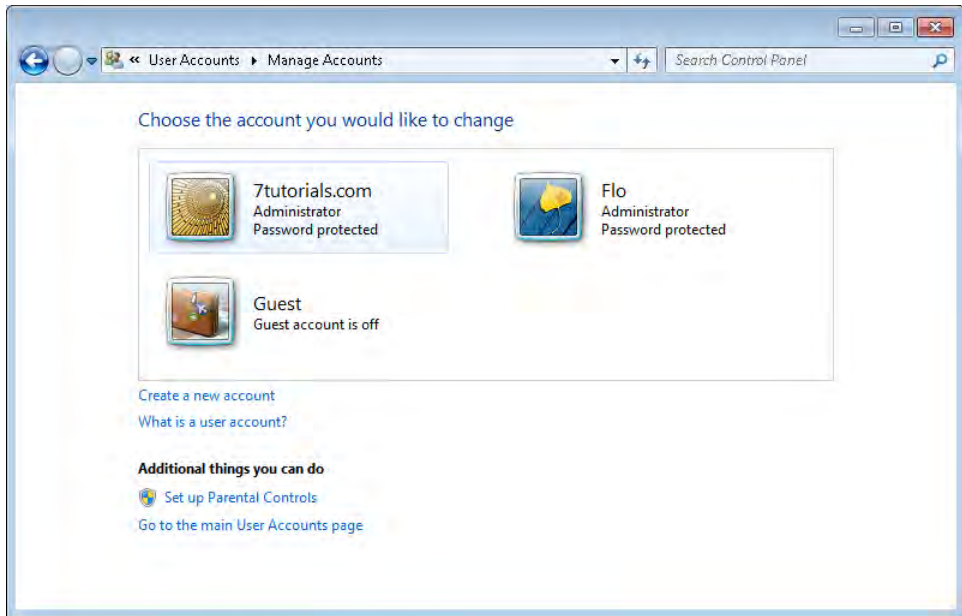 « User Accounts ▸ Manage Accounts
Search Control Panel
Choose the account you would like to change
7tutorials.com
Administrator
Password protected
Flo
Administrator
Password protected
Guest
Guest account is off
Create a new account
What is a user account?
Additional things you can do
Set up Parental Controls
Go to the main User Accounts page